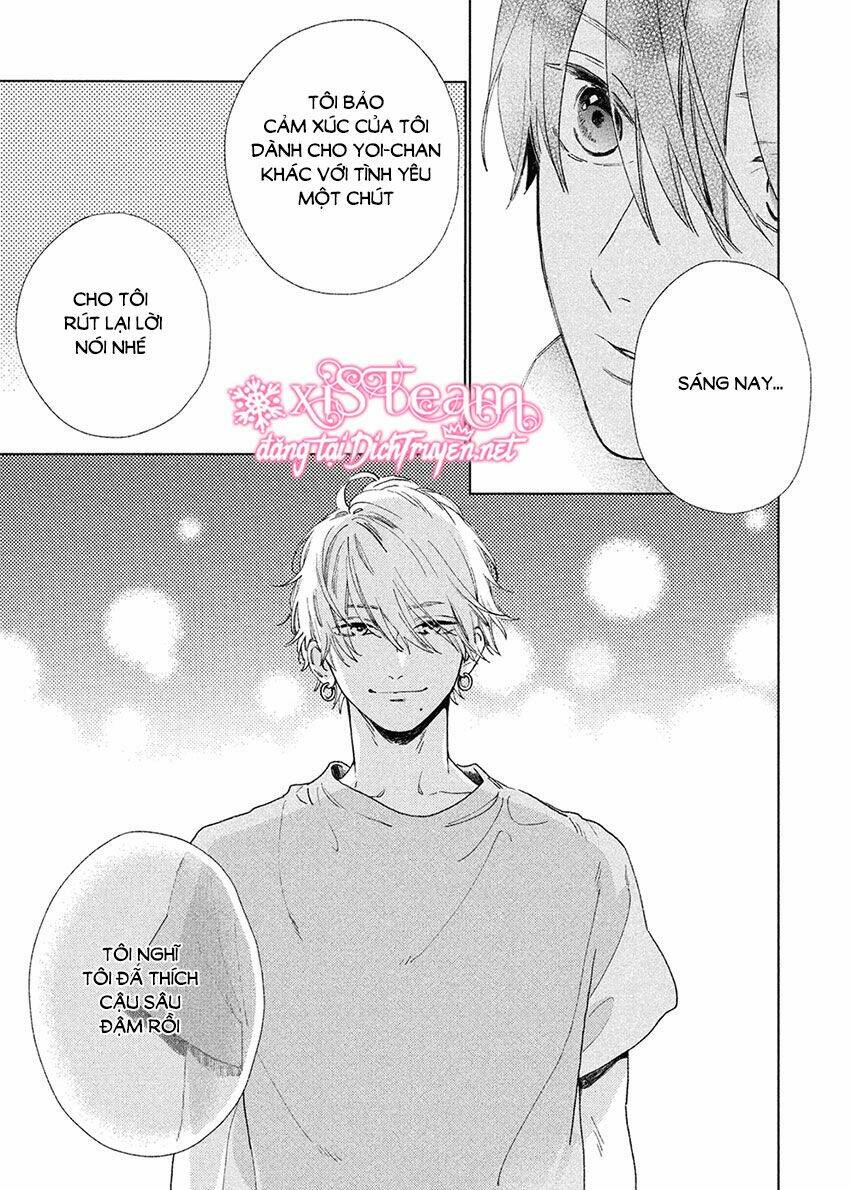 SÁNG NAY...
TÔI BẢO
CẢM XÚC CỦA TÔI
DÀNH CHO YOI-CHAN
KHÁC VỚI TÌNH YÊU
MỘT CHÚT
CHO TÔI
RÚT LẠI LỜI
NÓI NHÉ
xiSTeam
đăng tại DichTruyen.net
TÔI NGHĨ
TÔI ĐÃ THÍCH
CẬU SÂU
ĐẬM RỒI